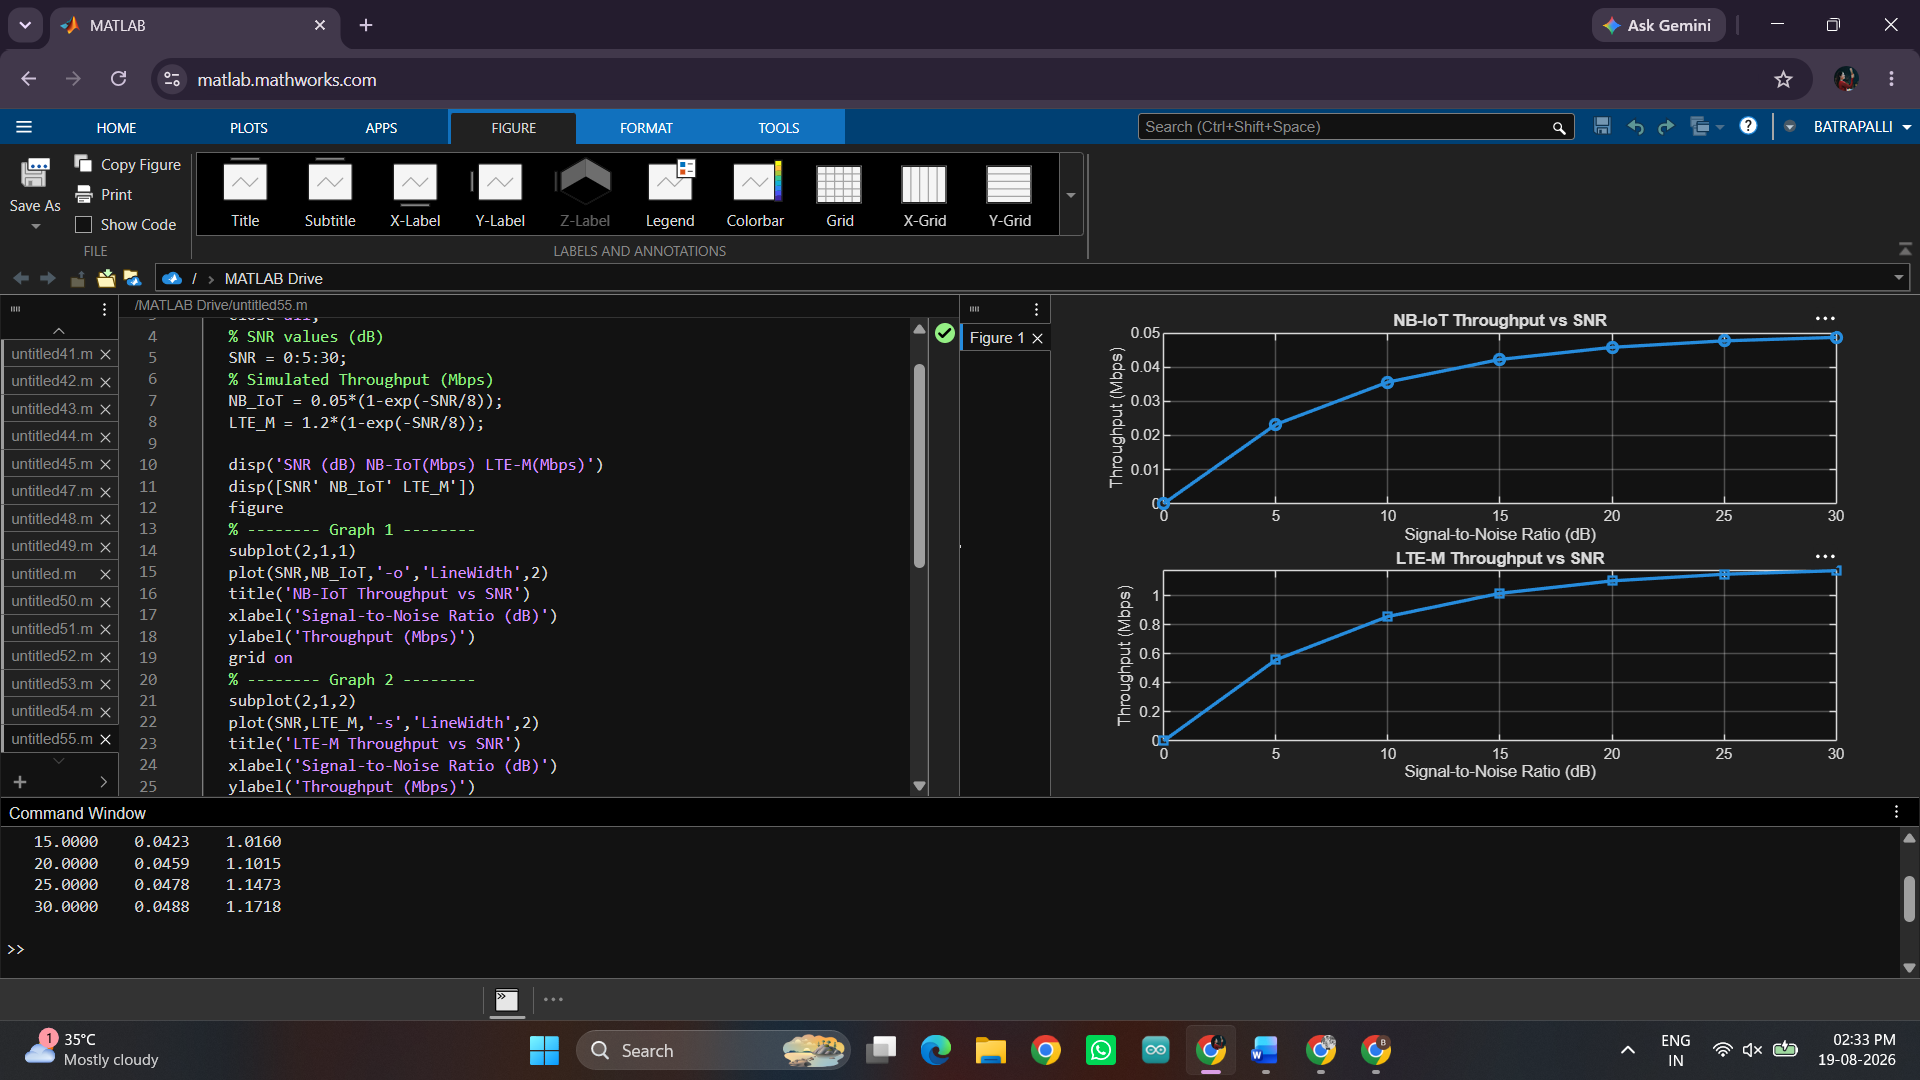 MATLAB
Ask Gemini
matlab.mathworks.com
HOME PLOTS APPS FIGURE FORMAT TOOLS
Search (Ctrl+Shift+Space)
BATRAPALLI
Save As
Copy Figure
Print
Show Code
FILE
Title Subtitle X-Label Y-Label Z-Label Legend Colorbar Grid X-Grid Y-Grid
LABELS AND ANNOTATIONS
/ › MATLAB Drive
untitled41.m
untitled42.m
untitled43.m
untitled44.m
untitled45.m
untitled47.m
untitled48.m
untitled49.m
untitled.m
untitled50.m
untitled51.m
untitled52.m
untitled53.m
untitled54.m
untitled55.m
/MATLAB Drive/untitled55.m
4 % SNR values (dB)
5 SNR = 0:5:30;
6 % Simulated Throughput (Mbps)
7 NB_IoT = 0.05*(1-exp(-SNR/8));
8 LTE_M = 1.2*(1-exp(-SNR/8));
9
10 disp('SNR (dB) NB-IoT(Mbps) LTE-M(Mbps)')
11 disp([SNR' NB_IoT' LTE_M'])
12 figure
13 % -------- Graph 1 --------
14 subplot(2,1,1)
15 plot(SNR,NB_IoT,'-o','LineWidth',2)
16 title('NB-IoT Throughput vs SNR')
17 xlabel('Signal-to-Noise Ratio (dB)')
18 ylabel('Throughput (Mbps)')
19 grid on
20 % -------- Graph 2 --------
21 subplot(2,1,2)
22 plot(SNR,LTE_M,'-s','LineWidth',2)
23 title('LTE-M Throughput vs SNR')
24 xlabel('Signal-to-Noise Ratio (dB)')
25 ylabel('Throughput (Mbps)')
Figure 1
NB-IoT Throughput vs SNR
Throughput (Mbps)
0.05
0.04
0.03
0.02
0.01
0
0 5 10 15 20 25 30
Signal-to-Noise Ratio (dB)
LTE-M Throughput vs SNR
Throughput (Mbps)
1
0.8
0.6
0.4
0.2
0
0 5 10 15 20 25 30
Signal-to-Noise Ratio (dB)
Command Window
15.0000 0.0423 1.0160
20.0000 0.0459 1.1015
25.0000 0.0478 1.1473
30.0000 0.0488 1.1718
>>
1
35°C
Mostly cloudy
Search
ENG
IN
02:33 PM
19-08-2026